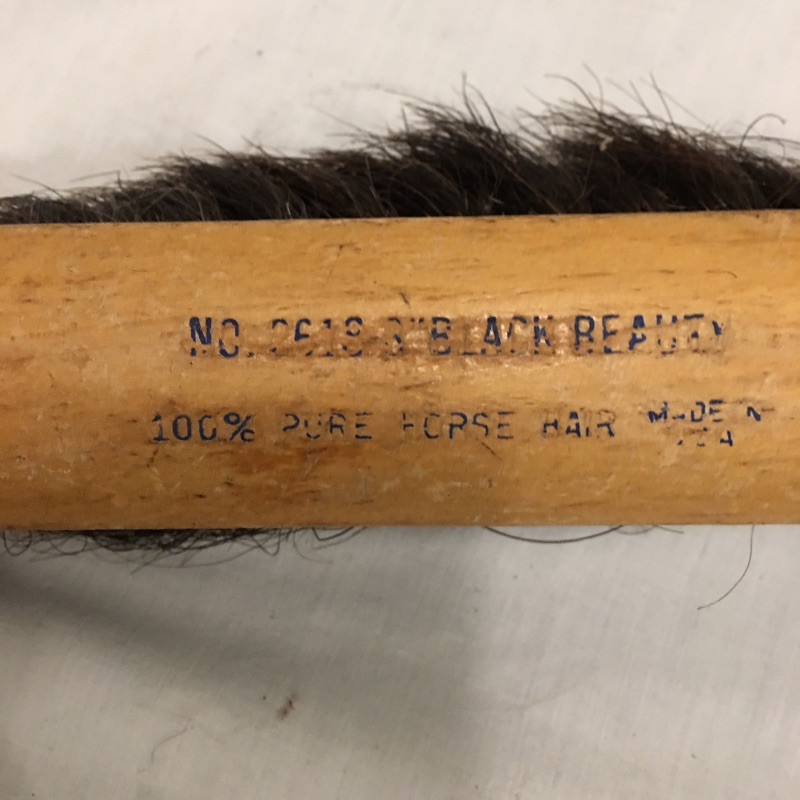 NO. "BLACK BEAUTY
100% PURE HORSE HAIR MADE IN
USA